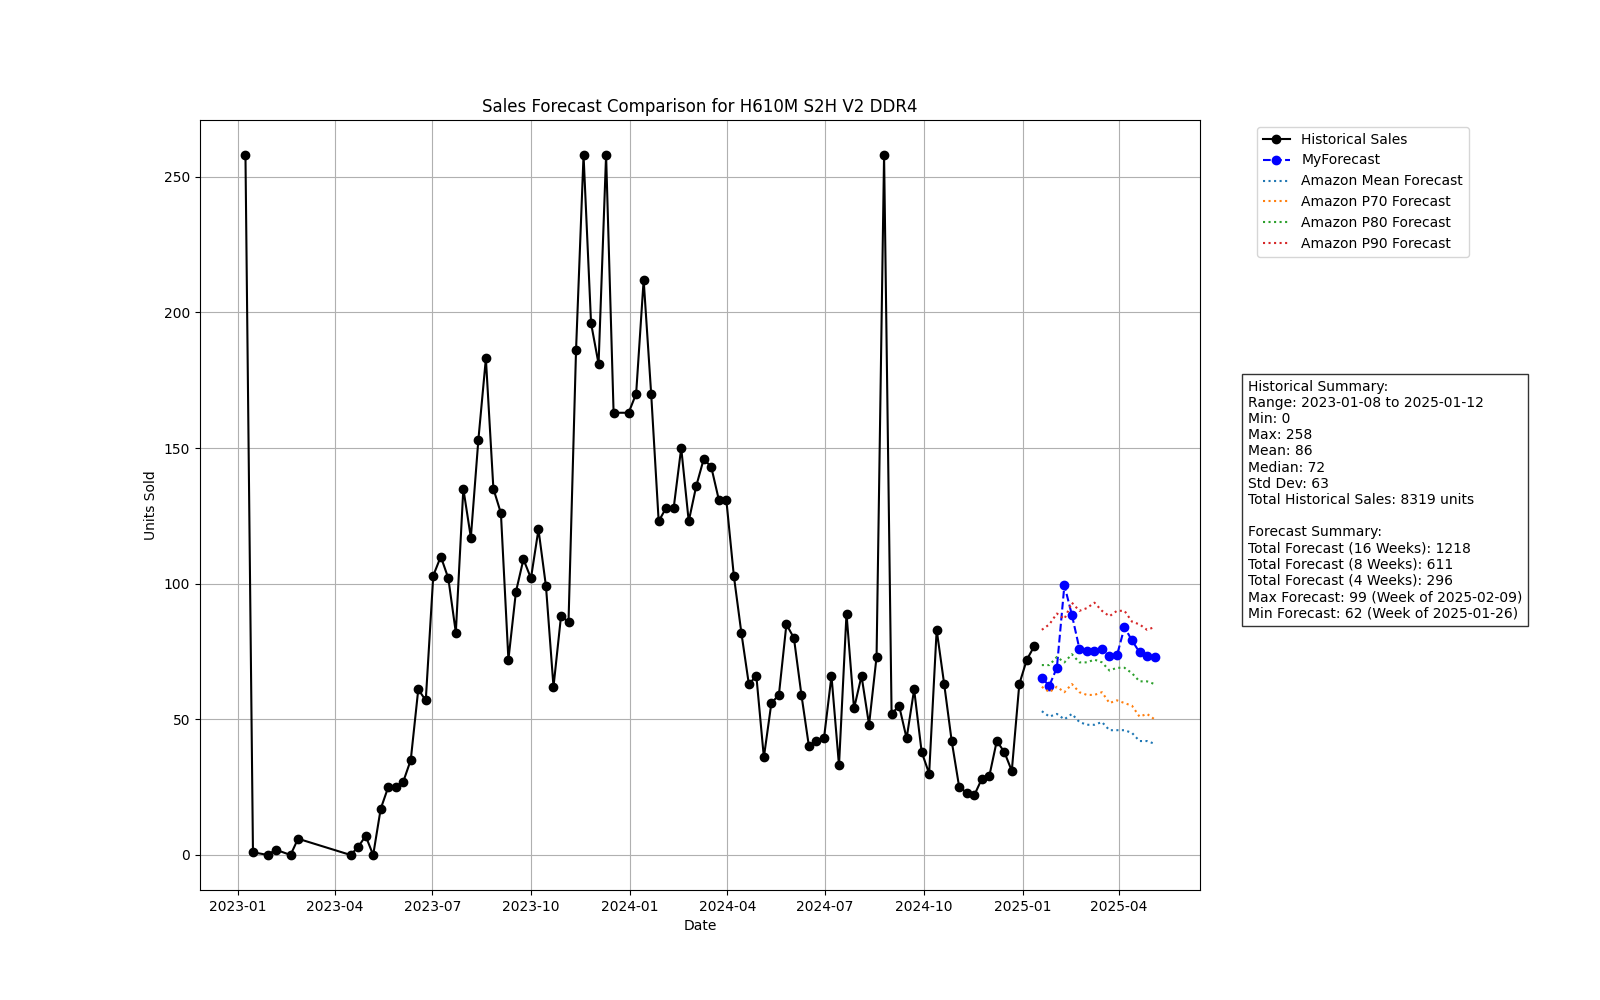 Sales Forecast Comparison for H610M S2H V2 DDR4
Units Sold
250
200
150
100
50
0
2023-01
2023-04
2023-07
2023-10
2024-01
2024-04
2024-07
2024-10
2025-01
2025-04
Date
Historical Sales
MyForecast
Amazon Mean Forecast
Amazon P70 Forecast
Amazon P80 Forecast
Amazon P90 Forecast
Historical Summary:
Range: 2023-01-08 to 2025-01-12
Min: 0
Max: 258
Mean: 86
Median: 72
Std Dev: 63
Total Historical Sales: 8319 units
Forecast Summary:
Total Forecast (16 Weeks): 1218
Total Forecast (8 Weeks): 611
Total Forecast (4 Weeks): 296
Max Forecast: 99 (Week of 2025-02-09)
Min Forecast: 62 (Week of 2025-01-26)